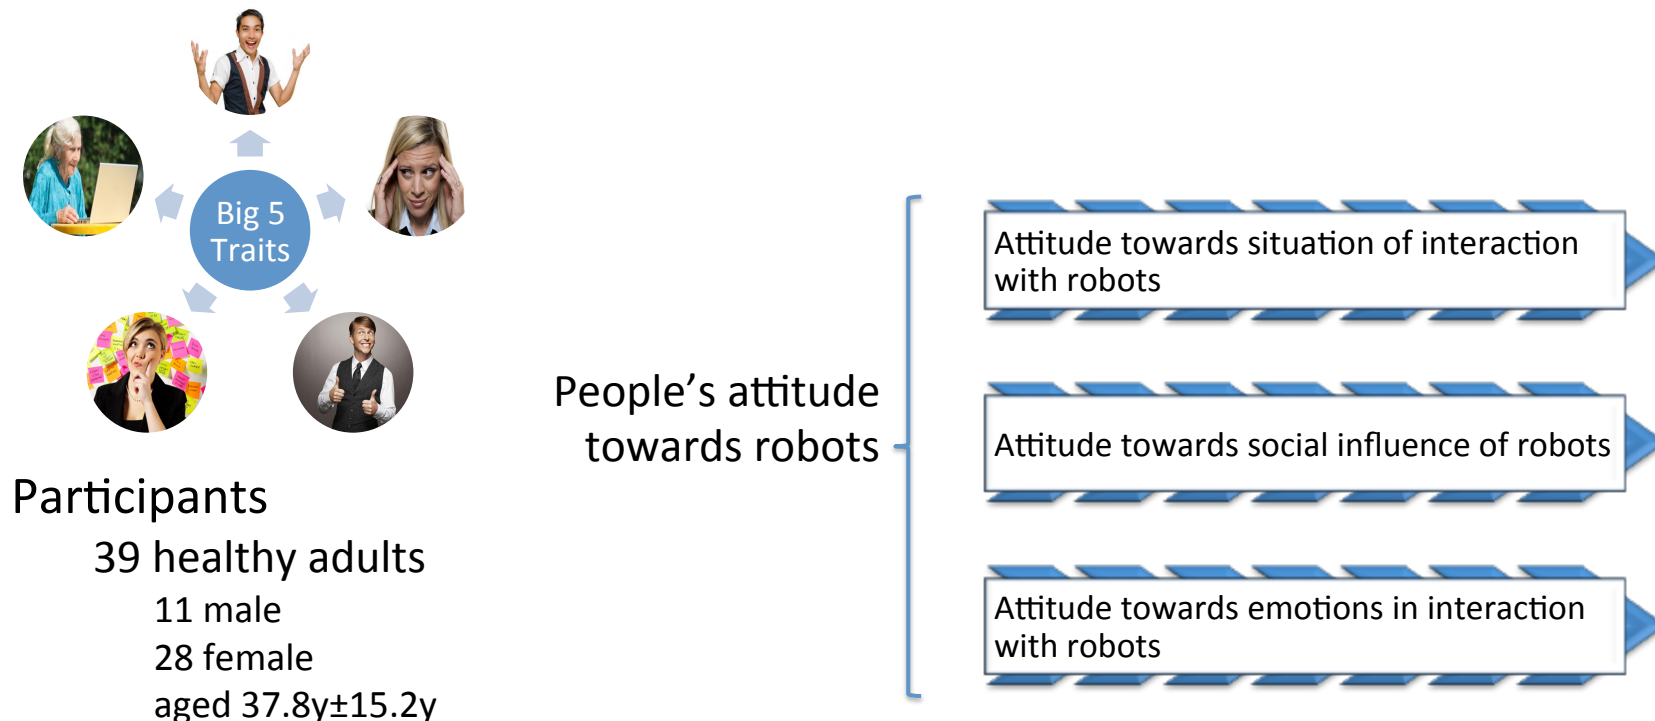 Big 5
Traits
Participants
39 healthy adults
11 male
28 female
aged 37.8y±15.2y
People’s attitude
towards robots
Attitude towards situation of interaction
with robots
Attitude towards social influence of robots
Attitude towards emotions in interaction
with robots